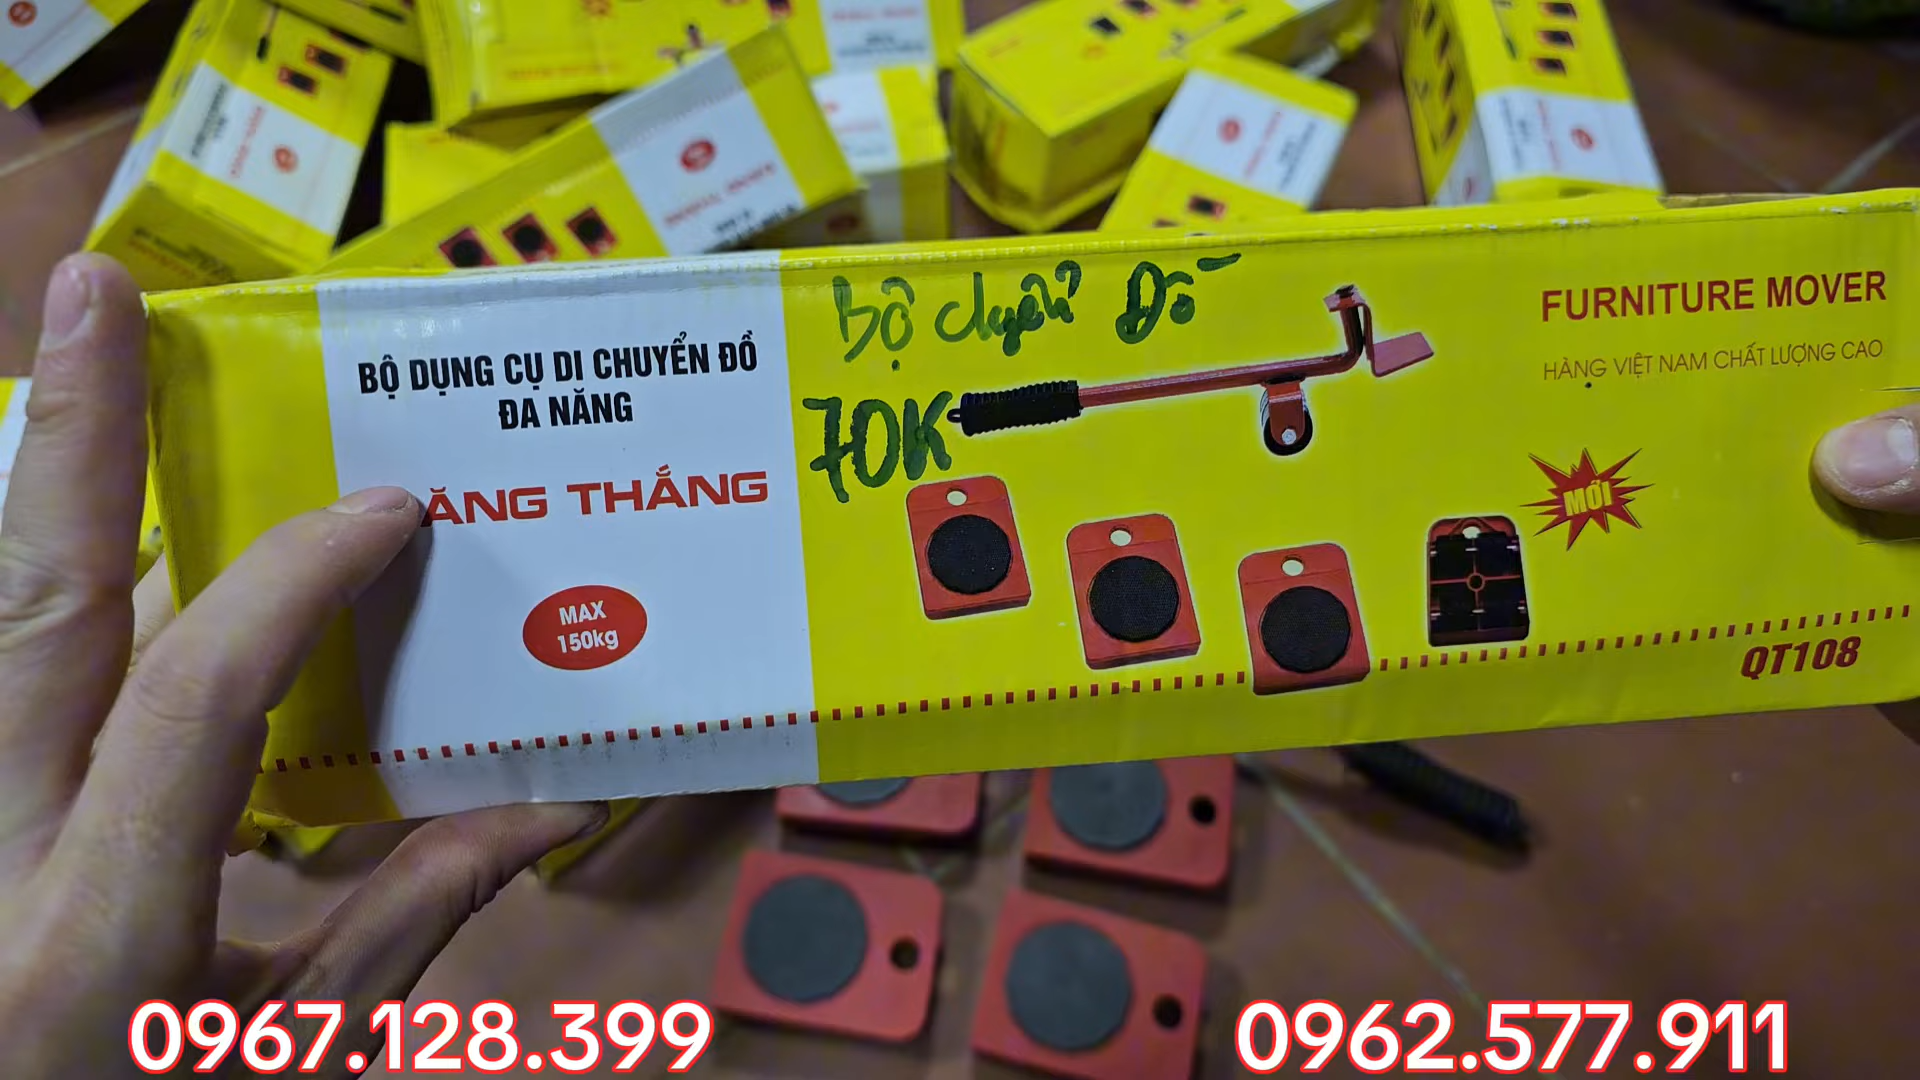 BỘ DỤNG CỤ DI CHUYỂN ĐỒ
ĐA NĂNG
ĂNG THẮNG
MAX
150kg
Bộ chyển Đồ
70K
FURNITURE MOVER
HÀNG VIỆT NAM CHẤT LƯỢNG CAO
MỚI
QT108
0967.128.399
0962.577.911